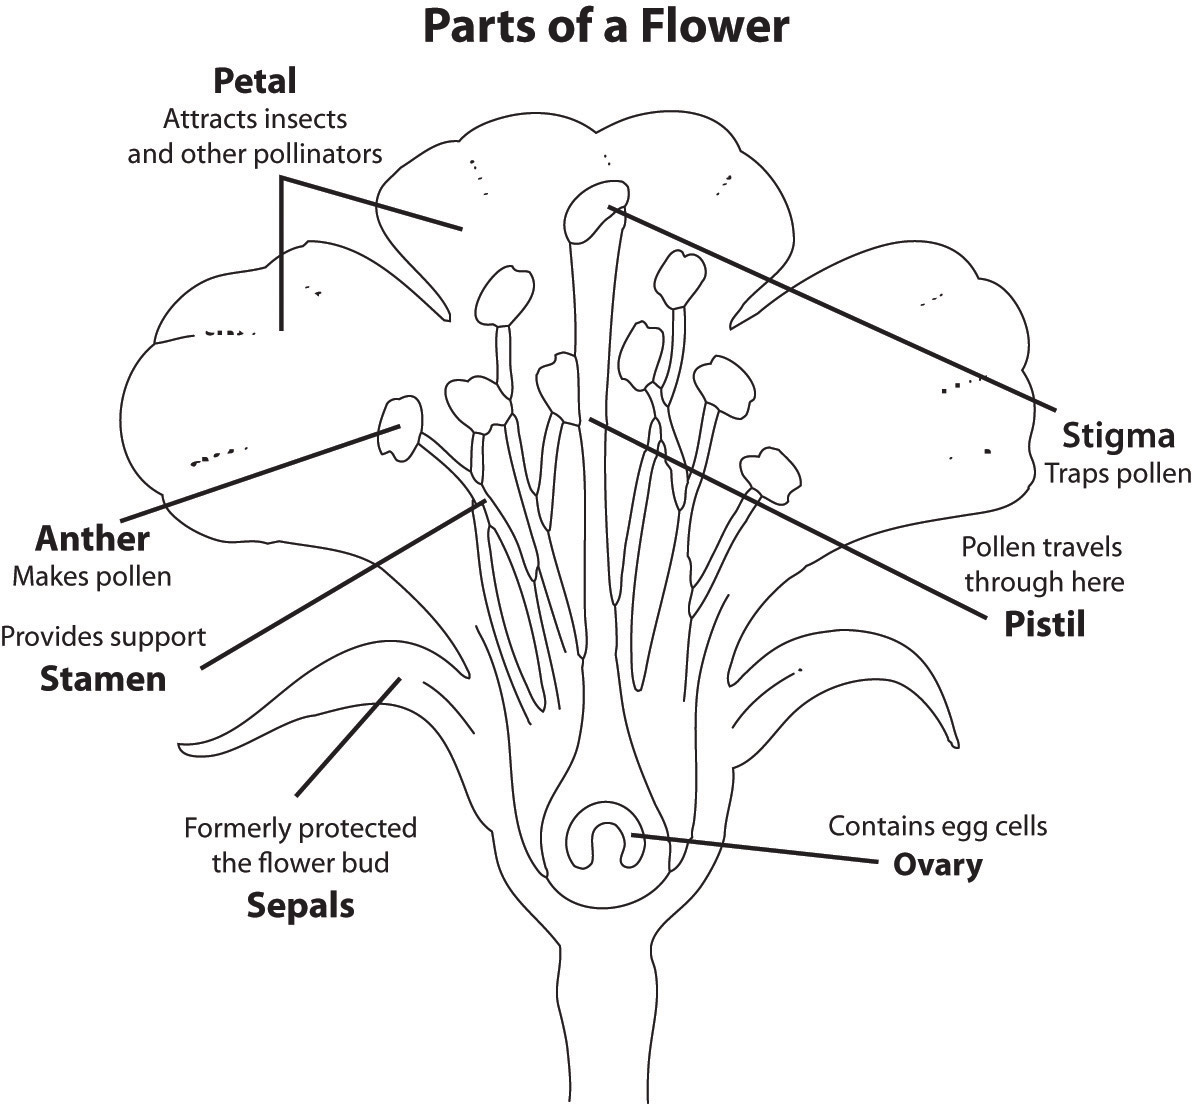 Parts of a Flower
Petal
Attracts insects
and other pollinators
Stigma
Traps pollen
Anther
Makes pollen
Pollen travels
through here
Pistil
Provides support
Stamen
Formerly protected
the flower bud
Sepals
Contains egg cells
Ovary